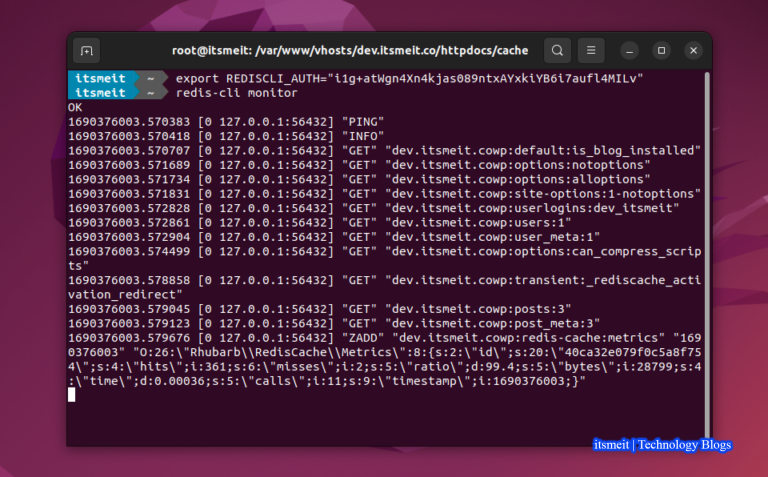 root@itsmeit: /var/www/vhosts/dev.itsmeit.co/httpdocs/cache
itsmeit ~ export REDISCLI_AUTH="i1g+atWgn4Xn4kjas089ntxAYxkiYB6i7aufl4MILv"
itsmeit ~ redis-cli monitor
OK
1690376003.570383 [0 127.0.0.1:56432] "PING"
1690376003.570418 [0 127.0.0.1:56432] "INFO"
1690376003.570707 [0 127.0.0.1:56432] "GET" "dev.itsmeit.cowp:default:is_blog_installed"
1690376003.571689 [0 127.0.0.1:56432] "GET" "dev.itsmeit.cowp:options:notoptions"
1690376003.571734 [0 127.0.0.1:56432] "GET" "dev.itsmeit.cowp:options:alloptions"
1690376003.571831 [0 127.0.0.1:56432] "GET" "dev.itsmeit.cowp:site-options:1-notoptions"
1690376003.572828 [0 127.0.0.1:56432] "GET" "dev.itsmeit.cowp:userlogins:dev_itsmeit"
1690376003.572861 [0 127.0.0.1:56432] "GET" "dev.itsmeit.cowp:users:1"
1690376003.572904 [0 127.0.0.1:56432] "GET" "dev.itsmeit.cowp:user_meta:1"
1690376003.574499 [0 127.0.0.1:56432] "GET" "dev.itsmeit.cowp:options:can_compress_scrip
ts"
1690376003.578858 [0 127.0.0.1:56432] "GET" "dev.itsmeit.cowp:transient:_rediscache_acti
vation_redirect"
1690376003.579045 [0 127.0.0.1:56432] "GET" "dev.itsmeit.cowp:posts:3"
1690376003.579123 [0 127.0.0.1:56432] "GET" "dev.itsmeit.cowp:post_meta:3"
1690376003.579676 [0 127.0.0.1:56432] "ZADD" "dev.itsmeit.cowp:redis-cache:metrics" "169
0376003" "O:26:\"Rhubarb\\RedisCache\\Metrics\":8:{s:2:\"id\";s:20:\"40ca32e079f0c5a8f75
4\";s:4:\"hits\";i:361;s:6:\"misses\";i:2;s:5:\"ratio\";d:99.4;s:5:\"bytes\";i:28799;s:4
:\"time\";d:0.00036;s:5:\"calls\";i:11;s:9:\"timestamp\";i:1690376003;}"
itsmeit | Technology Blogs